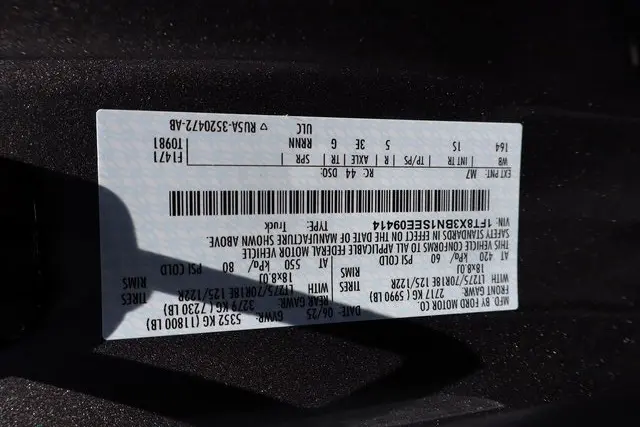 MFD. BY FORD MOTOR CO.
DATE: 06/25 GVWR: 5352 KG (11800 LB)
FRONT GAWR: 2717 KG (5990 LB) REAR GAWR: 3279 KG (7230 LB)
WITH LT275/70R18E 125/122R TIRES WITH LT275/70R18E 125/122R TIRES
18x8.0J RIMS 18x8.0J RIMS
AT 420 kPa/ 60 PSI COLD AT 550 kPa/ 80 PSI COLD
THIS VEHICLE CONFORMS TO ALL APPLICABLE FEDERAL MOTOR VEHICLE
SAFETY STANDARDS IN EFFECT ON THE DATE OF MANUFACTURE SHOWN ABOVE.
VIN: 1FT8X3BN1SEE09414 TYPE: Truck
EXT PNT: M7 RC: 44 DSO: F1471
WB INT TR TP/PS R AXLE TR SPR T0981
164 1S 5 3E G RRNN
ULC ▽ RU5A-3520472-AB